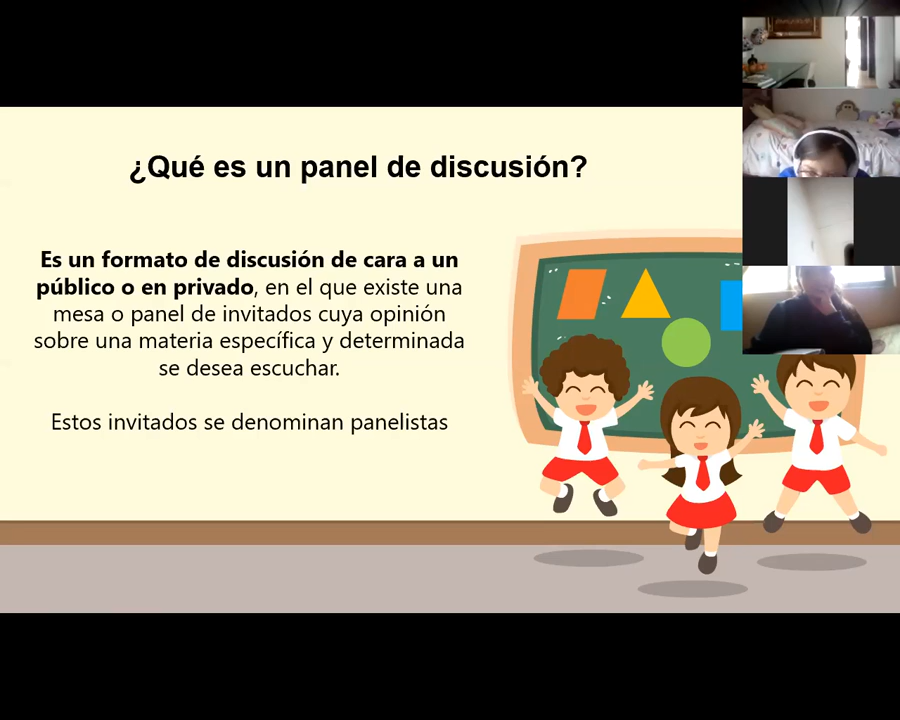 ¿Qué es un panel de discusión?
Es un formato de discusión de cara a un
público o en privado, en el que existe una
mesa o panel de invitados cuya opinión
sobre una materia específica y determinada
se desea escuchar.
Estos invitados se denominan panelistas